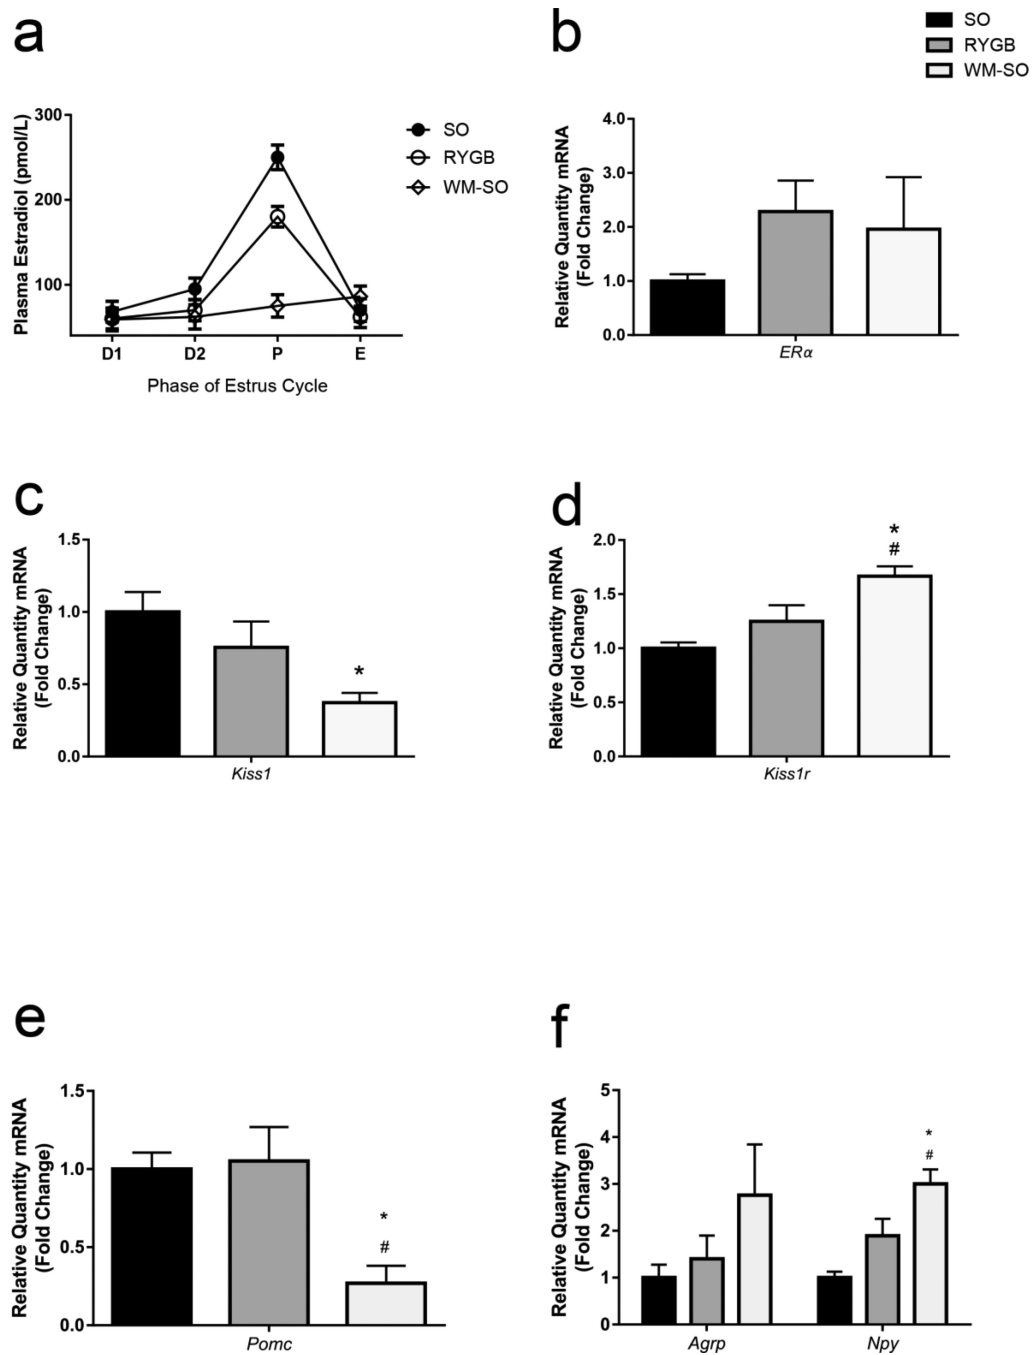 a
b
SO
RYGB
WM-SO
Plasma Estradiol (pmol/L)
300
200
100
D1
D2
P
E
Phase of Estrus Cycle
SO
RYGB
WM-SO
Relative Quantity mRNA
(Fold Change)
4.0
3.0
2.0
1.0
0.0
ERα
c
Relative Quantity mRNA
(Fold Change)
1.5
1.0
0.5
0.0
*
Kiss1
d
Relative Quantity mRNA
(Fold Change)
2.0
1.5
1.0
0.5
0.0
*
#
Kiss1r
e
Relative Quantity mRNA
(Fold Change)
1.5
1.0
0.5
0.0
*
#
Pomc
f
Relative Quantity mRNA
(Fold Change)
5
4
3
2
1
0
*
#
Agrp
Npy